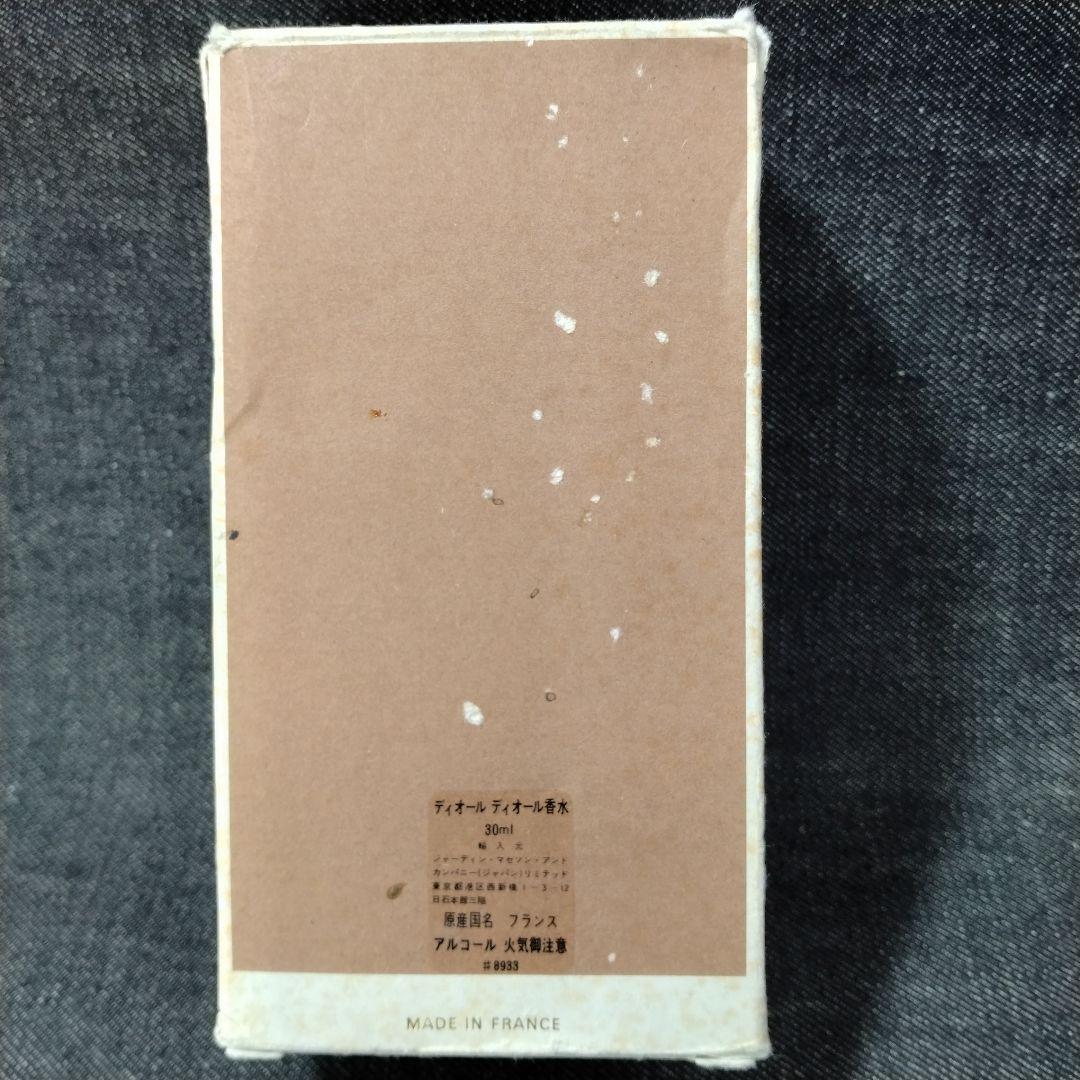 ディオール ディオール香水
30ml
輸入元
ジャーディン・マセソン・アンド
カンパニー(ジャパン)リミテッド
東京都港区西新橋1-3-12
日石本館三階
原産国名 フランス
アルコール 火気御注意
#8933
MADE IN FRANCE